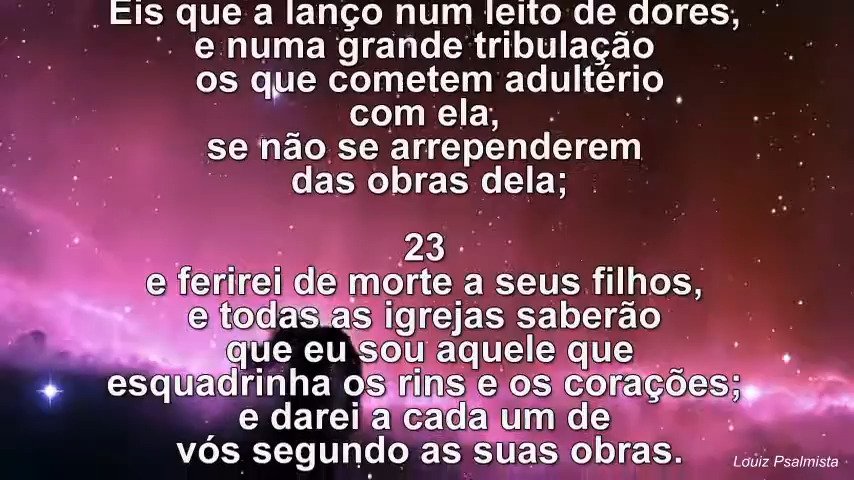 Eis que a lanço num leito de dores,
e numa grande tribulação
os que cometem adultério
com ela,
se não se arrependerem
das obras dela;
23
e ferirei de morte a seus filhos,
e todas as igrejas saberão
que eu sou aquele que
esquadrinha os rins e os corações;
e darei a cada um de
vós segundo as suas obras.
Louiz Psalmista